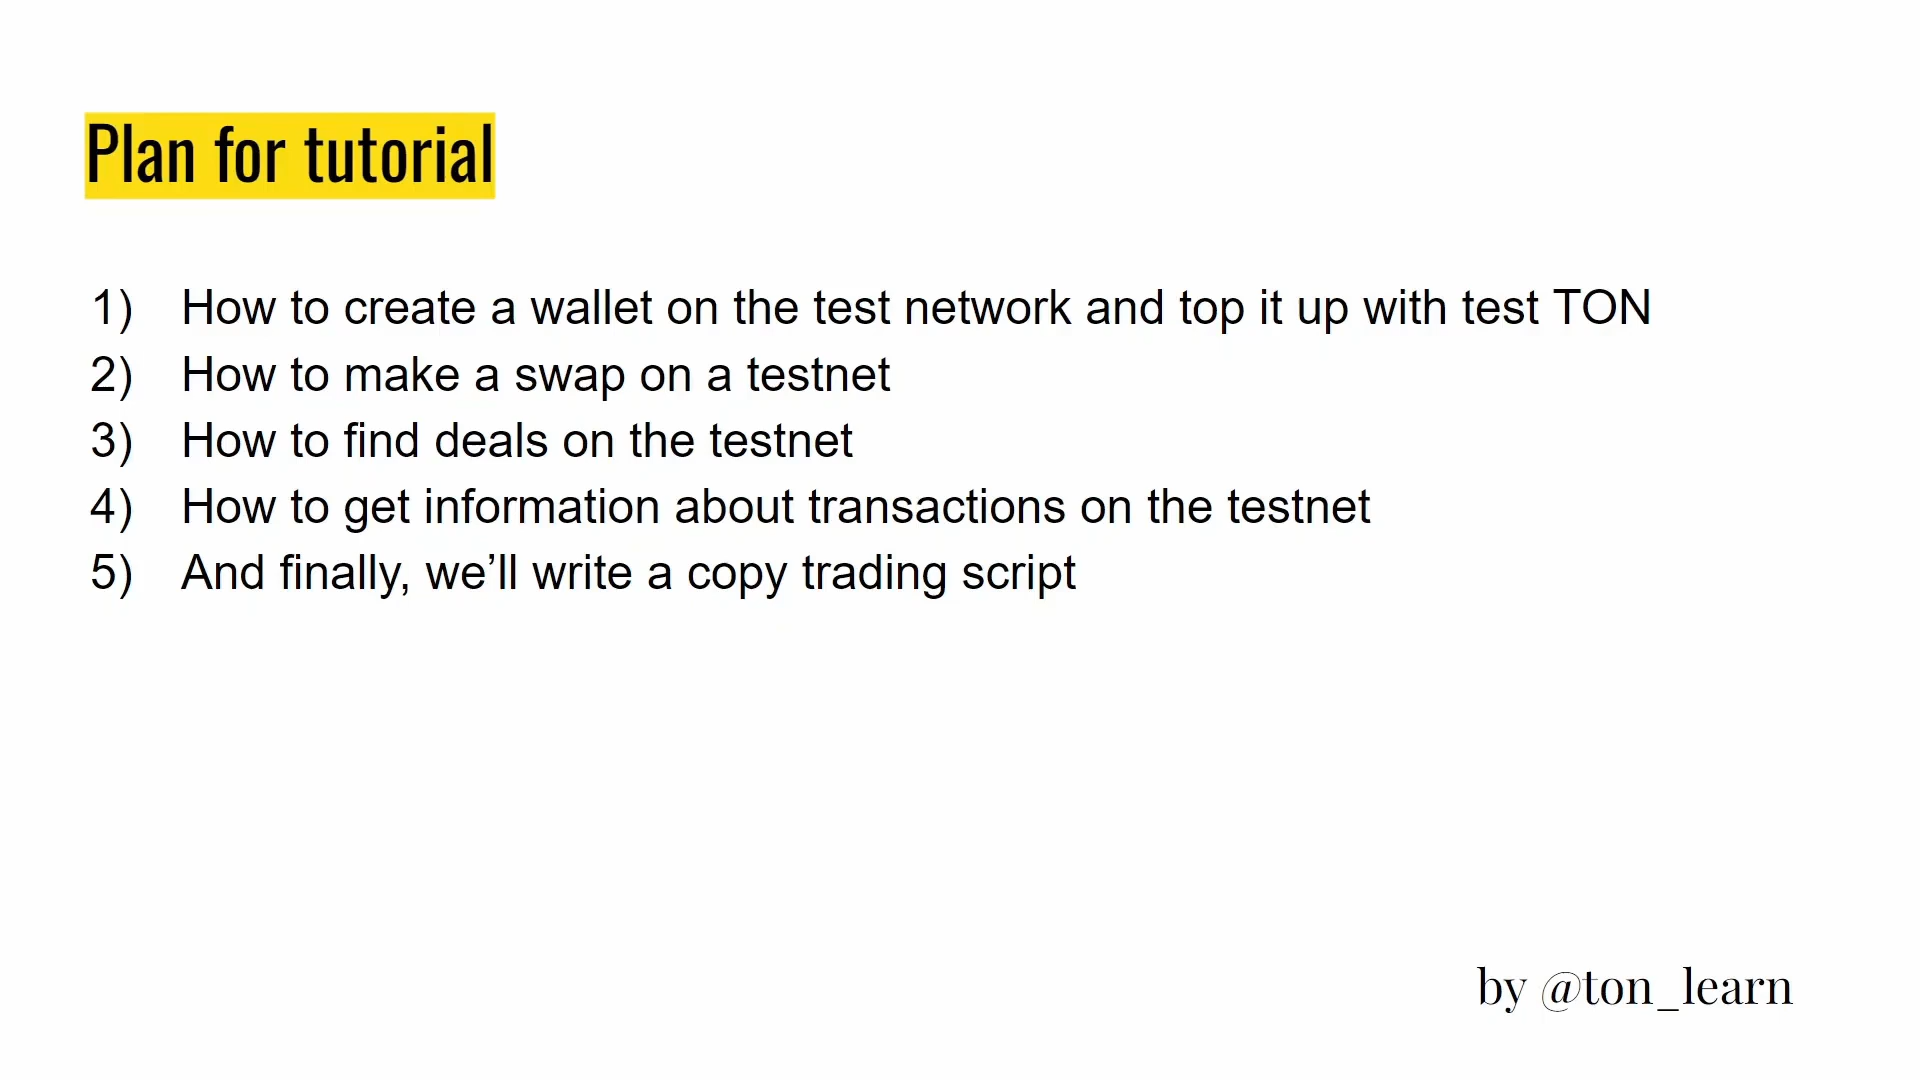 Plan for tutorial
1) How to create a wallet on the test network and top it up with test TON
2) How to make a swap on a testnet
3) How to find deals on the testnet
4) How to get information about transactions on the testnet
5) And finally, we’ll write a copy trading script
by @ton_learn